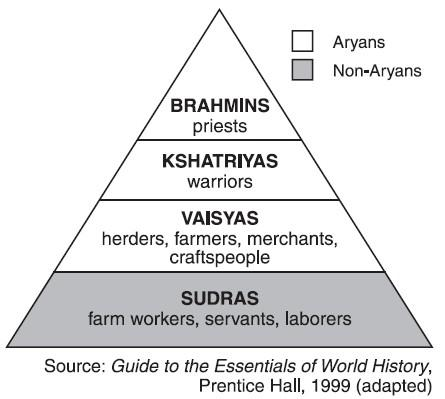 Aryans
Non-Aryans
BRAHMINS
priests
KSHATRIYAS
warriors
VAISYAS
herders, farmers, merchants,
craftspeople
SUDRAS
farm workers, servants, laborers
Source: Guide to the Essentials of World History,
Prentice Hall, 1999 (adapted)